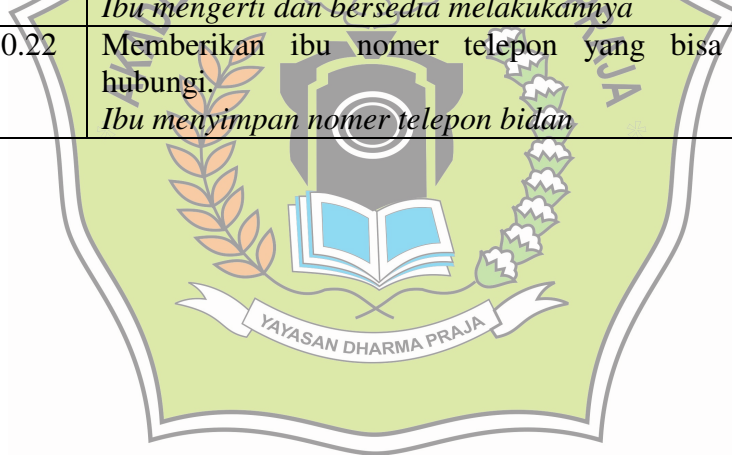 Ibu mengerti dan bersedia melakukannya
0.22 Memberikan ibu nomer telepon yang bisa
hubungi.
Ibu menyimpan nomer telepon bidan
YAYASAN DHARMA PRAJA